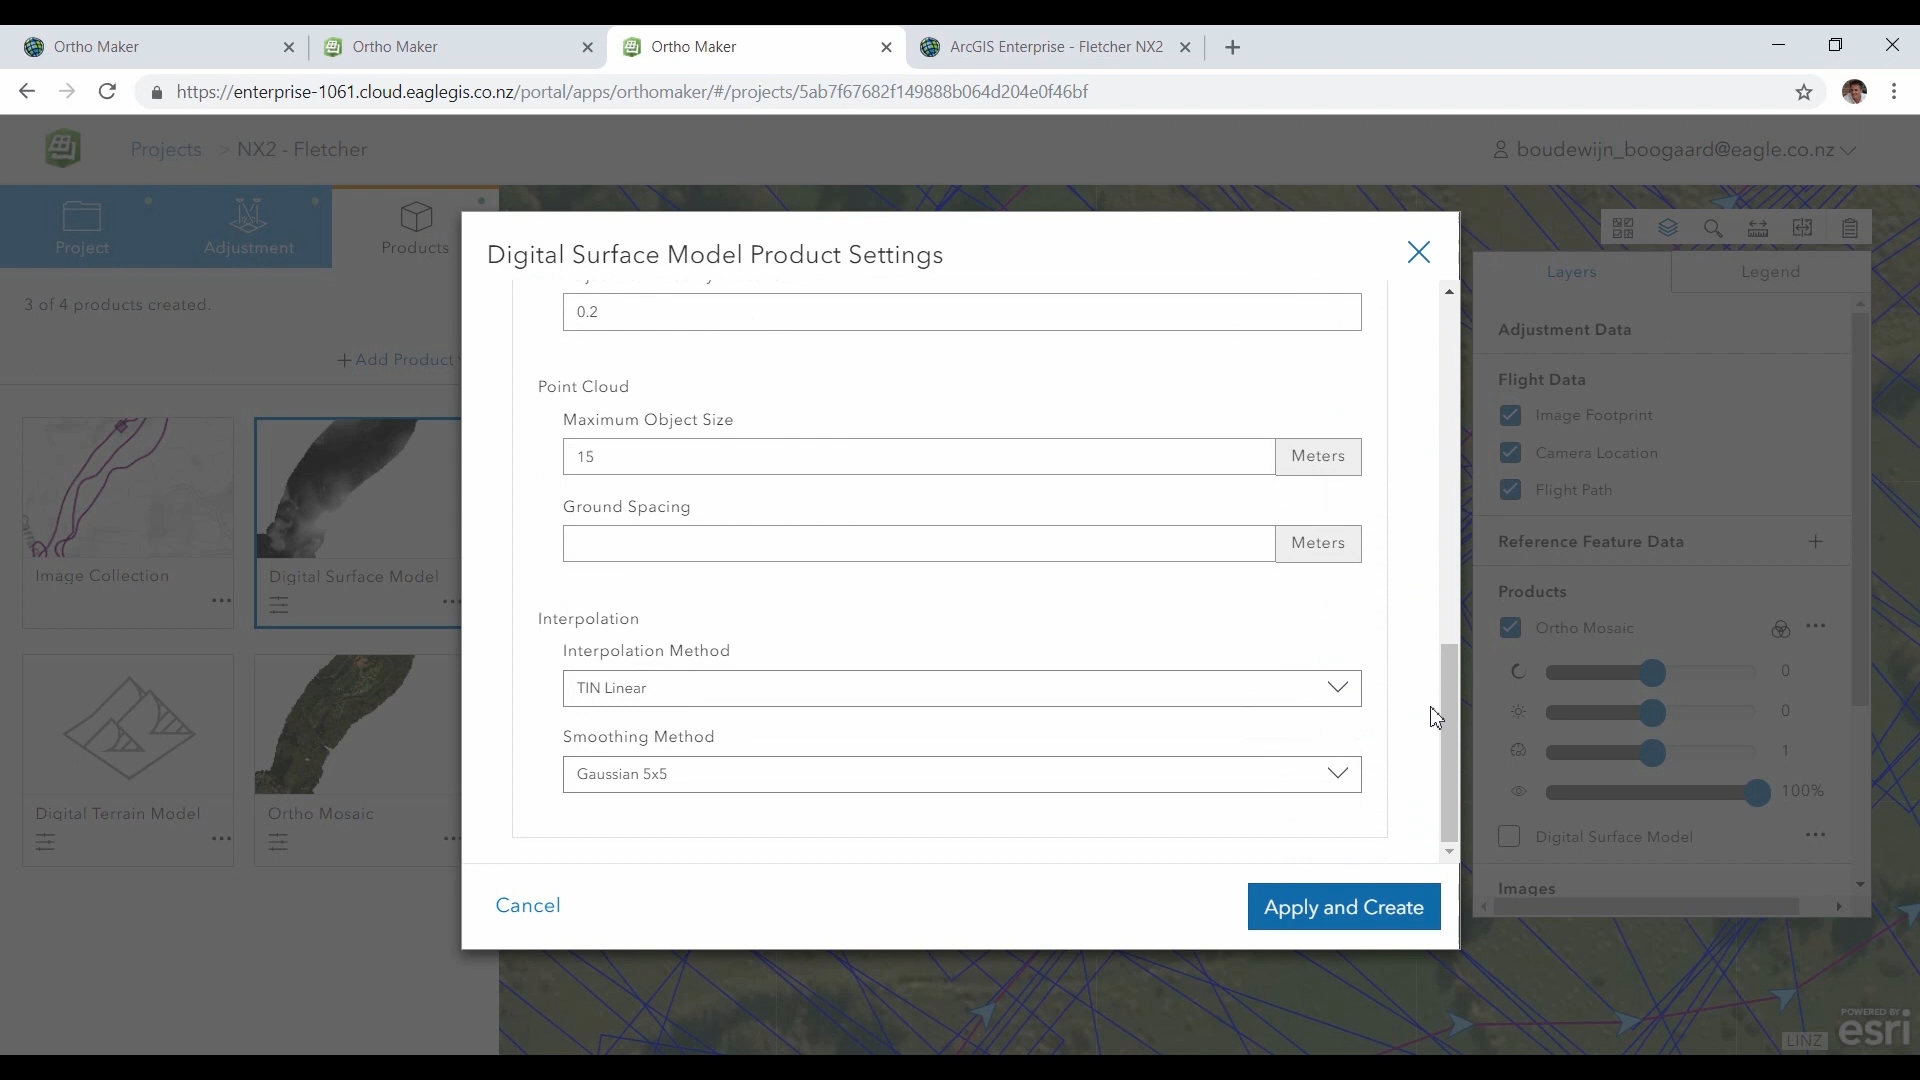 Ortho Maker
Ortho Maker
Ortho Maker
ArcGIS Enterprise - Fletcher NX2
https://enterprise-1061.cloud.eaglegis.co.nz/portal/apps/orthomaker/#/projects/5ab7f67682f149888b064d204e0f46bf
Projects > NX2 - Fletcher
boudewijn_boogaard@eagle.co.nz
Project
Adjustment
Products
3 of 4 products created.
+ Add Product
Image Collection
Digital Surface Model
Digital Terrain Model
Ortho Mosaic
Digital Surface Model Product Settings
0.2
Point Cloud
Maximum Object Size
15
Meters
Ground Spacing
Meters
Interpolation
Interpolation Method
TIN Linear
Smoothing Method
Gaussian 5x5
Cancel
Apply and Create
Layers
Legend
Adjustment Data
Flight Data
Image Footprint
Camera Location
Flight Path
Reference Feature Data
Products
Ortho Mosaic
0
0
1
100%
Digital Surface Model
Images
LINZ
POWERED BY
esri